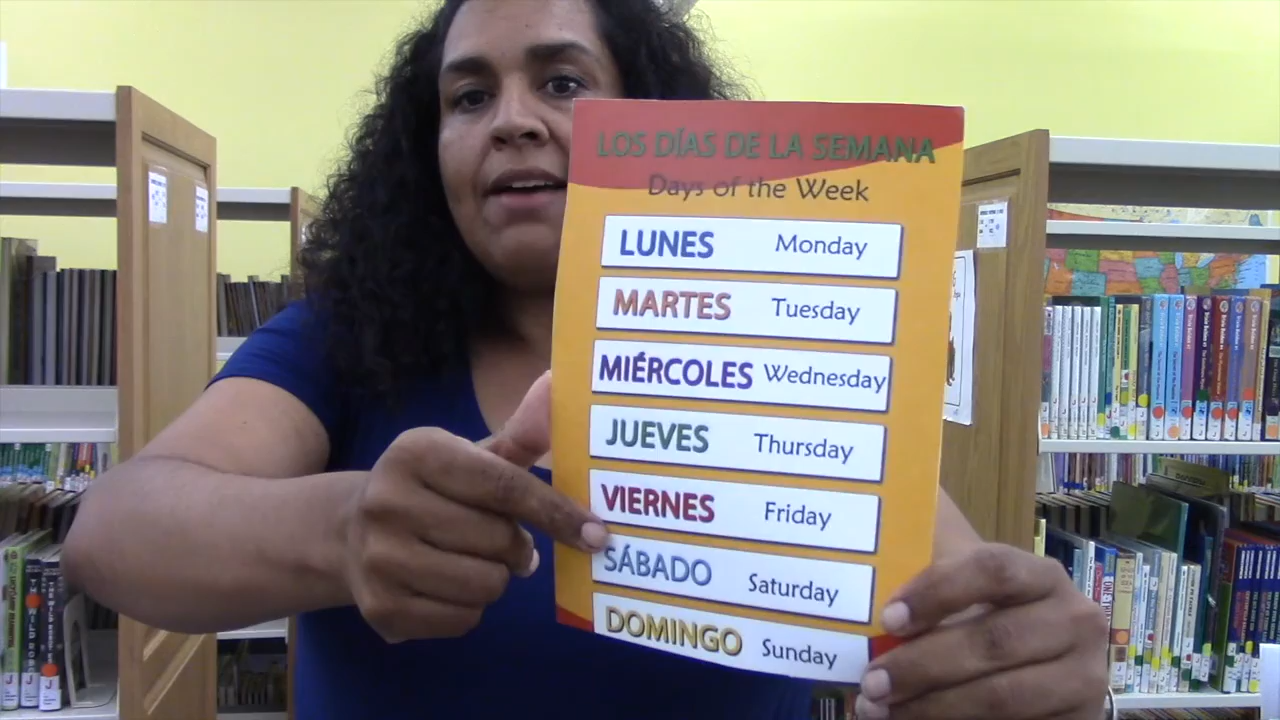 LOS DÍAS DE LA SEMANA
Days of the Week
LUNES Monday
MARTES Tuesday
MIÉRCOLES Wednesday
JUEVES Thursday
VIERNES Friday
SÁBADO Saturday
DOMINGO Sunday